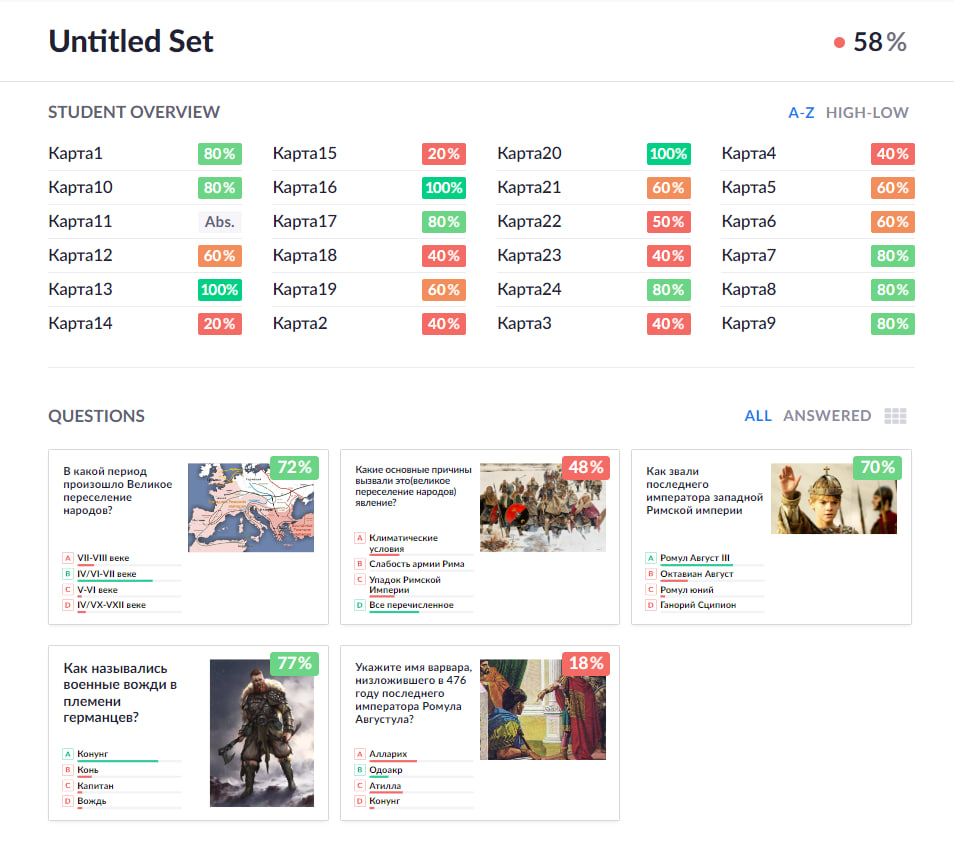 Untitled Set
58%
STUDENT OVERVIEW
A-Z HIGH-LOW
Карта1 80%
Карта15 20%
Карта20 100%
Карта4 40%
Карта10 80%
Карта16 100%
Карта21 60%
Карта5 60%
Карта11 Abs.
Карта17 80%
Карта22 50%
Карта6 60%
Карта12 60%
Карта18 40%
Карта23 40%
Карта7 80%
Карта13 100%
Карта19 60%
Карта24 80%
Карта8 80%
Карта14 20%
Карта2 40%
Карта3 40%
Карта9 80%
QUESTIONS
ALL ANSWERED
72%
В какой период
произошло Великое
переселение
народов?
A VII-VIII веке
B IV/VI-VII веке
C V-VI веке
D IV/VX-VXII веке
48%
Какие основные причины
вызвали это(великое
переселение народов)
явление?
A Климатические
условия
B Слабость армии Рима
C Упадок Римской
Империи
D Все перечисленное
70%
Как звали
последнего
императора западной
Римской империи
A Ромул Август III
B Октавиан Август
C Ромул юний
D Ганорий Сципион
77%
Как назывались
военные вожди в
племени
германцев?
A Конунг
B Конь
C Капитан
D Вождь
18%
Укажите имя варвара,
низложившего в 476
году последнего
императора Ромула
Августула?
A Алларих
B Одоакр
C Атилла
D Конунг